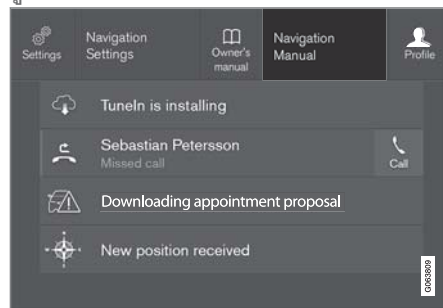 Settings
Navigation
Settings
Owner's
manual
Navigation
Manual
Profile
TuneIn is installing
Sebastian Petersson
Missed call
Call
Downloading appointment proposal
New position received
G063809